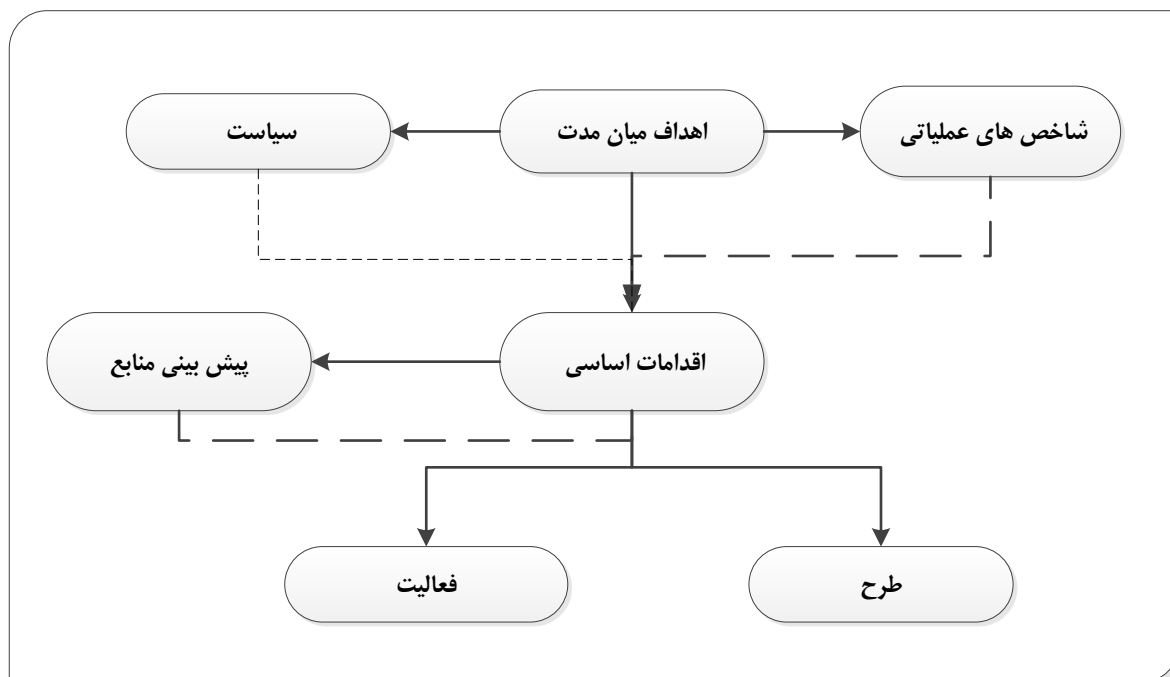 شاخص های عملیاتی
اهداف میان مدت
سیاست
اقدامات اساسی
پیش بینی منابع
طرح
فعالیت